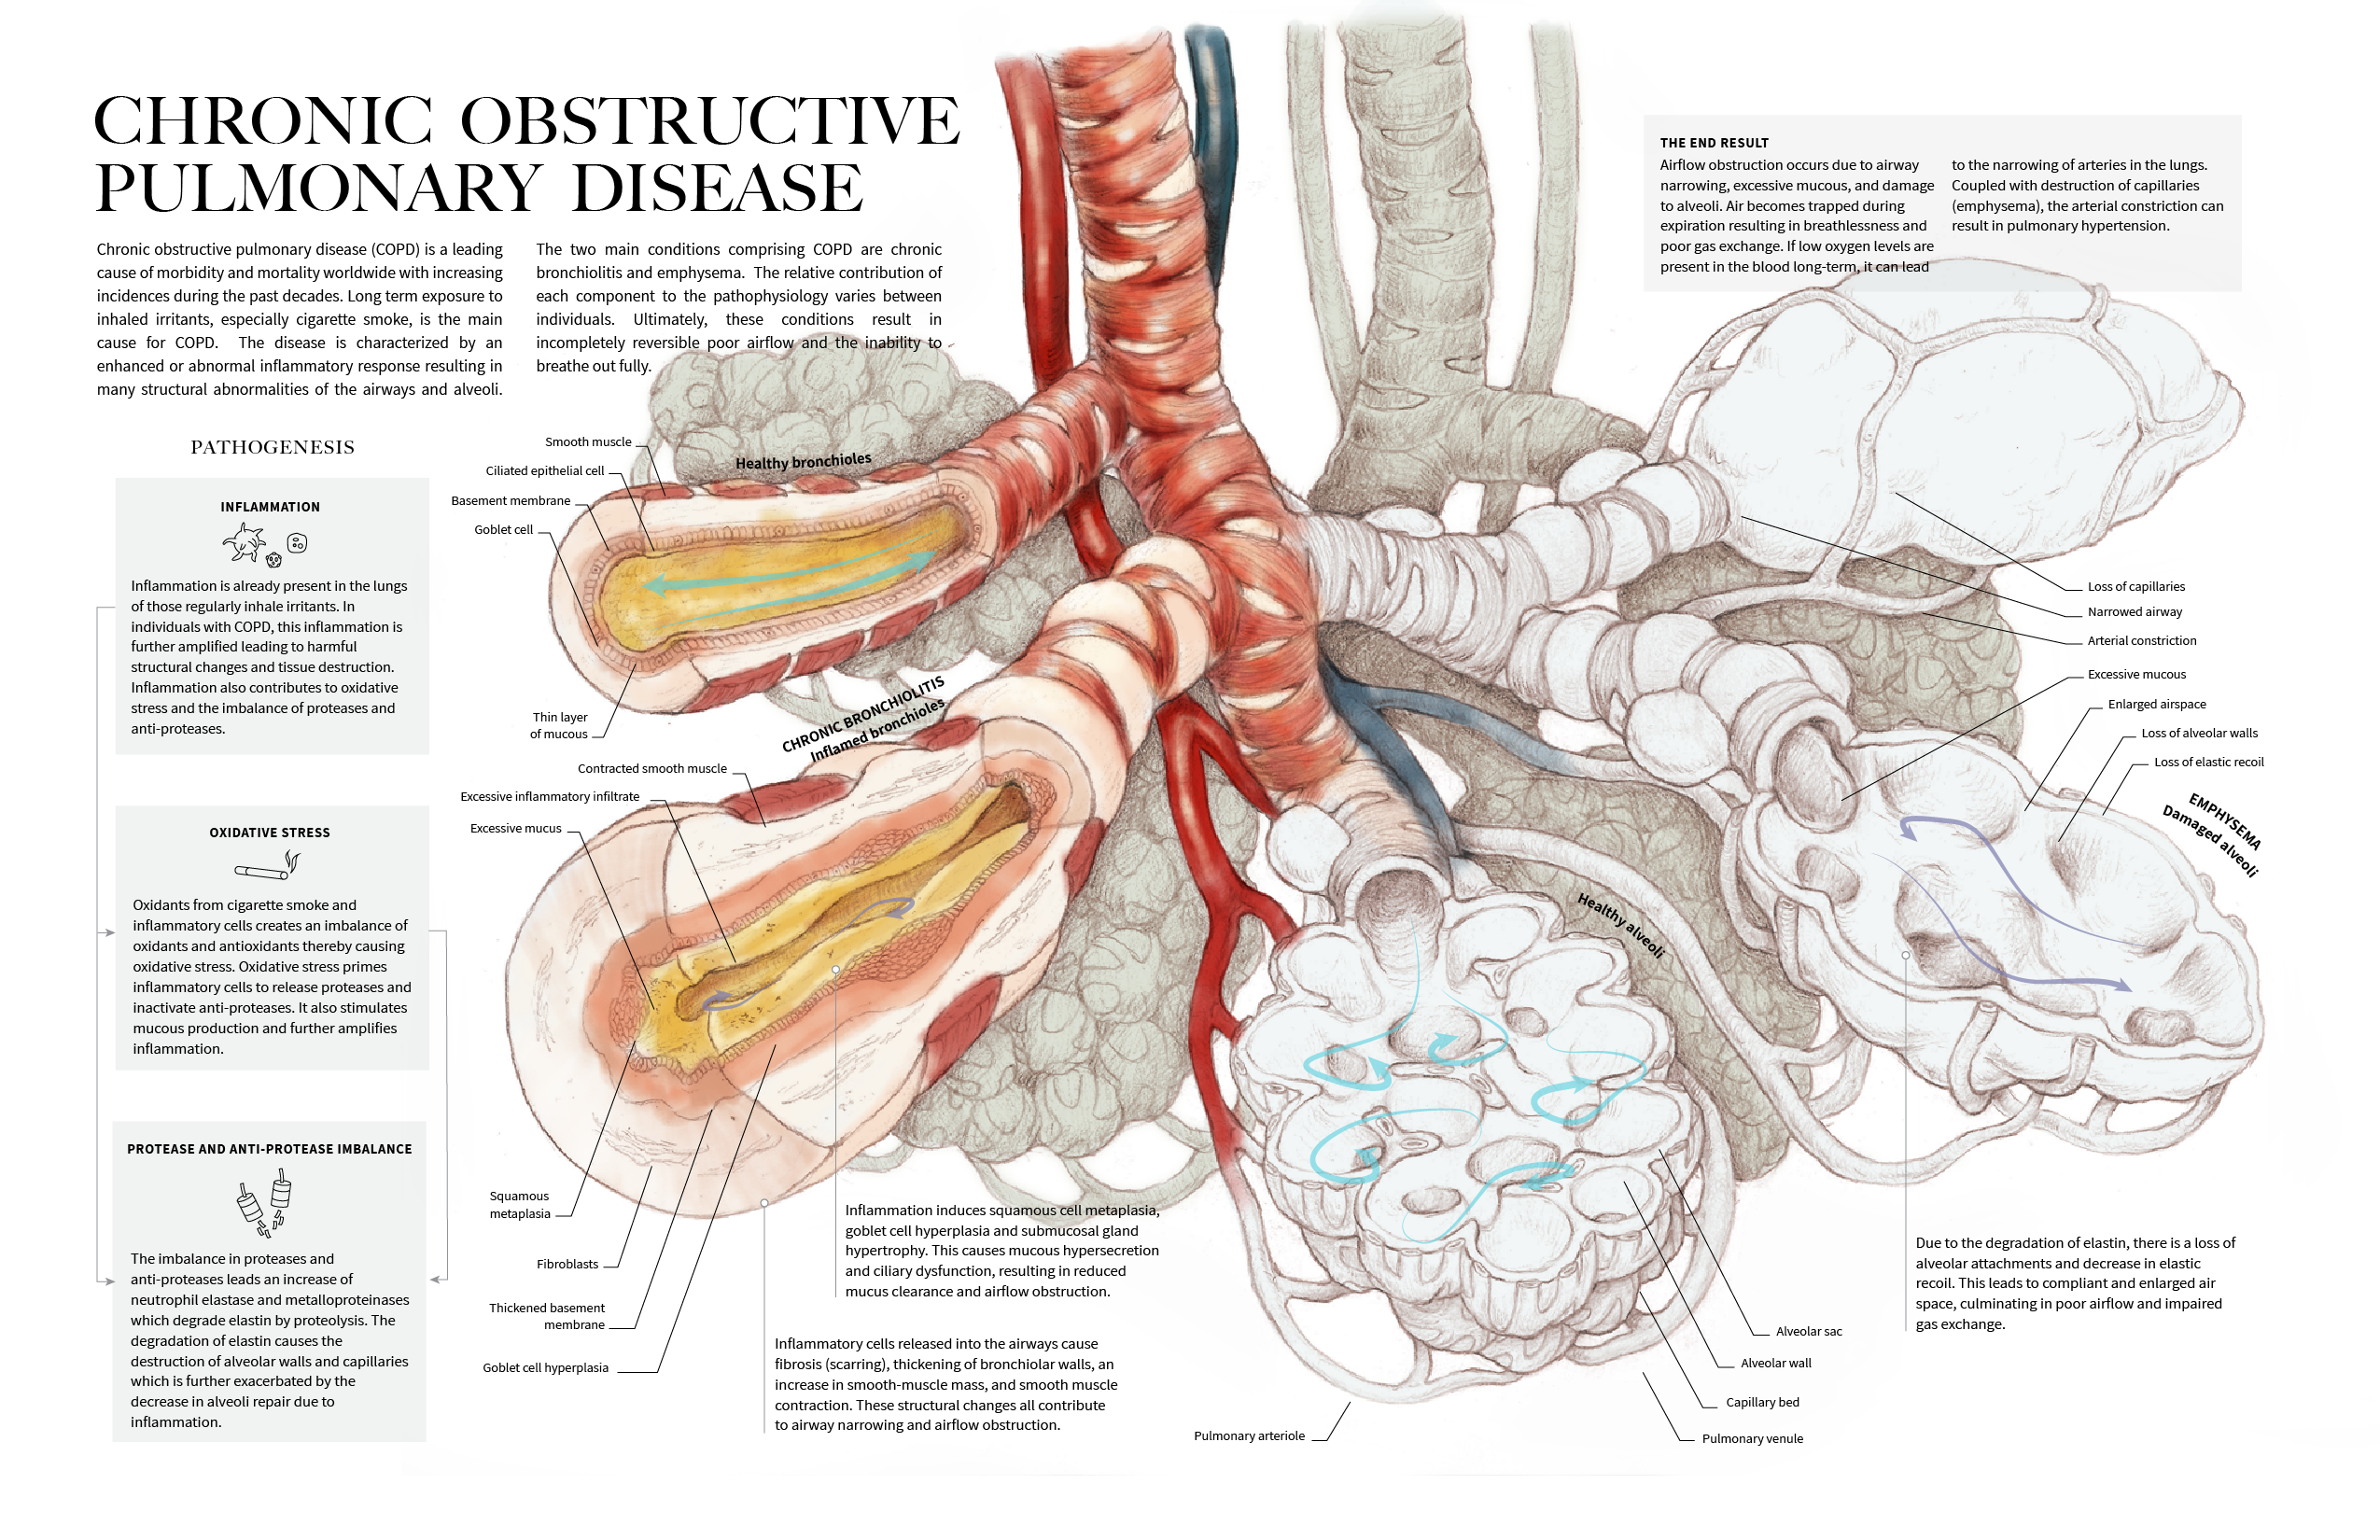 CHRONIC OBSTRUCTIVE
PULMONARY DISEASE
Chronic obstructive pulmonary disease (COPD) is a leading
cause of morbidity and mortality worldwide with increasing
incidences during the past decades. Long term exposure to
inhaled irritants, especially cigarette smoke, is the main
cause for COPD. The disease is characterized by an
enhanced or abnormal inflammatory response resulting in
many structural abnormalities of the airways and alveoli.
The two main conditions comprising COPD are chronic
bronchiolitis and emphysema. The relative contribution of
each component to the pathophysiology varies between
individuals. Ultimately, these conditions result in
incompletely reversible poor airflow and the inability to
breathe out fully.
THE END RESULT
Airflow obstruction occurs due to airway
narrowing, excessive mucous, and damage
to alveoli. Air becomes trapped during
expiration resulting in breathlessness and
poor gas exchange. If low oxygen levels are
present in the blood long-term, it can lead
to the narrowing of arteries in the lungs.
Coupled with destruction of capillaries
(emphysema), the arterial constriction can
result in pulmonary hypertension.
PATHOGENESIS
INFLAMMATION
Inflammation is already present in the lungs
of those regularly inhale irritants. In
individuals with COPD, this inflammation is
further amplified leading to harmful
structural changes and tissue destruction.
Inflammation also contributes to oxidative
stress and the imbalance of proteases and
anti-proteases.
OXIDATIVE STRESS
Oxidants from cigarette smoke and
inflammatory cells creates an imbalance of
oxidants and antioxidants thereby causing
oxidative stress. Oxidative stress primes
inflammatory cells to release proteases and
inactivate anti-proteases. It also stimulates
mucous production and further amplifies
inflammation.
PROTEASE AND ANTI-PROTEASE IMBALANCE
The imbalance in proteases and
anti-proteases leads an increase of
neutrophil elastase and metalloproteinases
which degrade elastin by proteolysis. The
degradation of elastin causes the
destruction of alveolar walls and capillaries
which is further exacerbated by the
decrease in alveoli repair due to
inflammation.
Healthy bronchioles
Smooth muscle
Ciliated epithelial cell
Basement membrane
Goblet cell
Thin layer
of mucous
CHRONIC BRONCHIOLITIS
Inflamed bronchioles
Contracted smooth muscle
Excessive inflammatory infiltrate
Excessive mucus
Squamous
metaplasia
Fibroblasts
Thickened basement
membrane
Goblet cell hyperplasia
Inflammation induces squamous cell metaplasia,
goblet cell hyperplasia and submucosal gland
hypertrophy. This causes mucous hypersecretion
and ciliary dysfunction, resulting in reduced
mucus clearance and airflow obstruction.
Inflammatory cells released into the airways cause
fibrosis (scarring), thickening of bronchiolar walls, an
increase in smooth-muscle mass, and smooth muscle
contraction. These structural changes all contribute
to airway narrowing and airflow obstruction.
Healthy alveoli
Alveolar sac
Alveolar wall
Capillary bed
Pulmonary venule
Pulmonary arteriole
Loss of capillaries
Narrowed airway
Arterial constriction
Excessive mucous
Enlarged airspace
Loss of alveolar walls
Loss of elastic recoil
EMPHYSEMA
Damaged alveoli
Due to the degradation of elastin, there is a loss of
alveolar attachments and decrease in elastic
recoil. This leads to compliant and enlarged air
space, culminating in poor airflow and impaired
gas exchange.